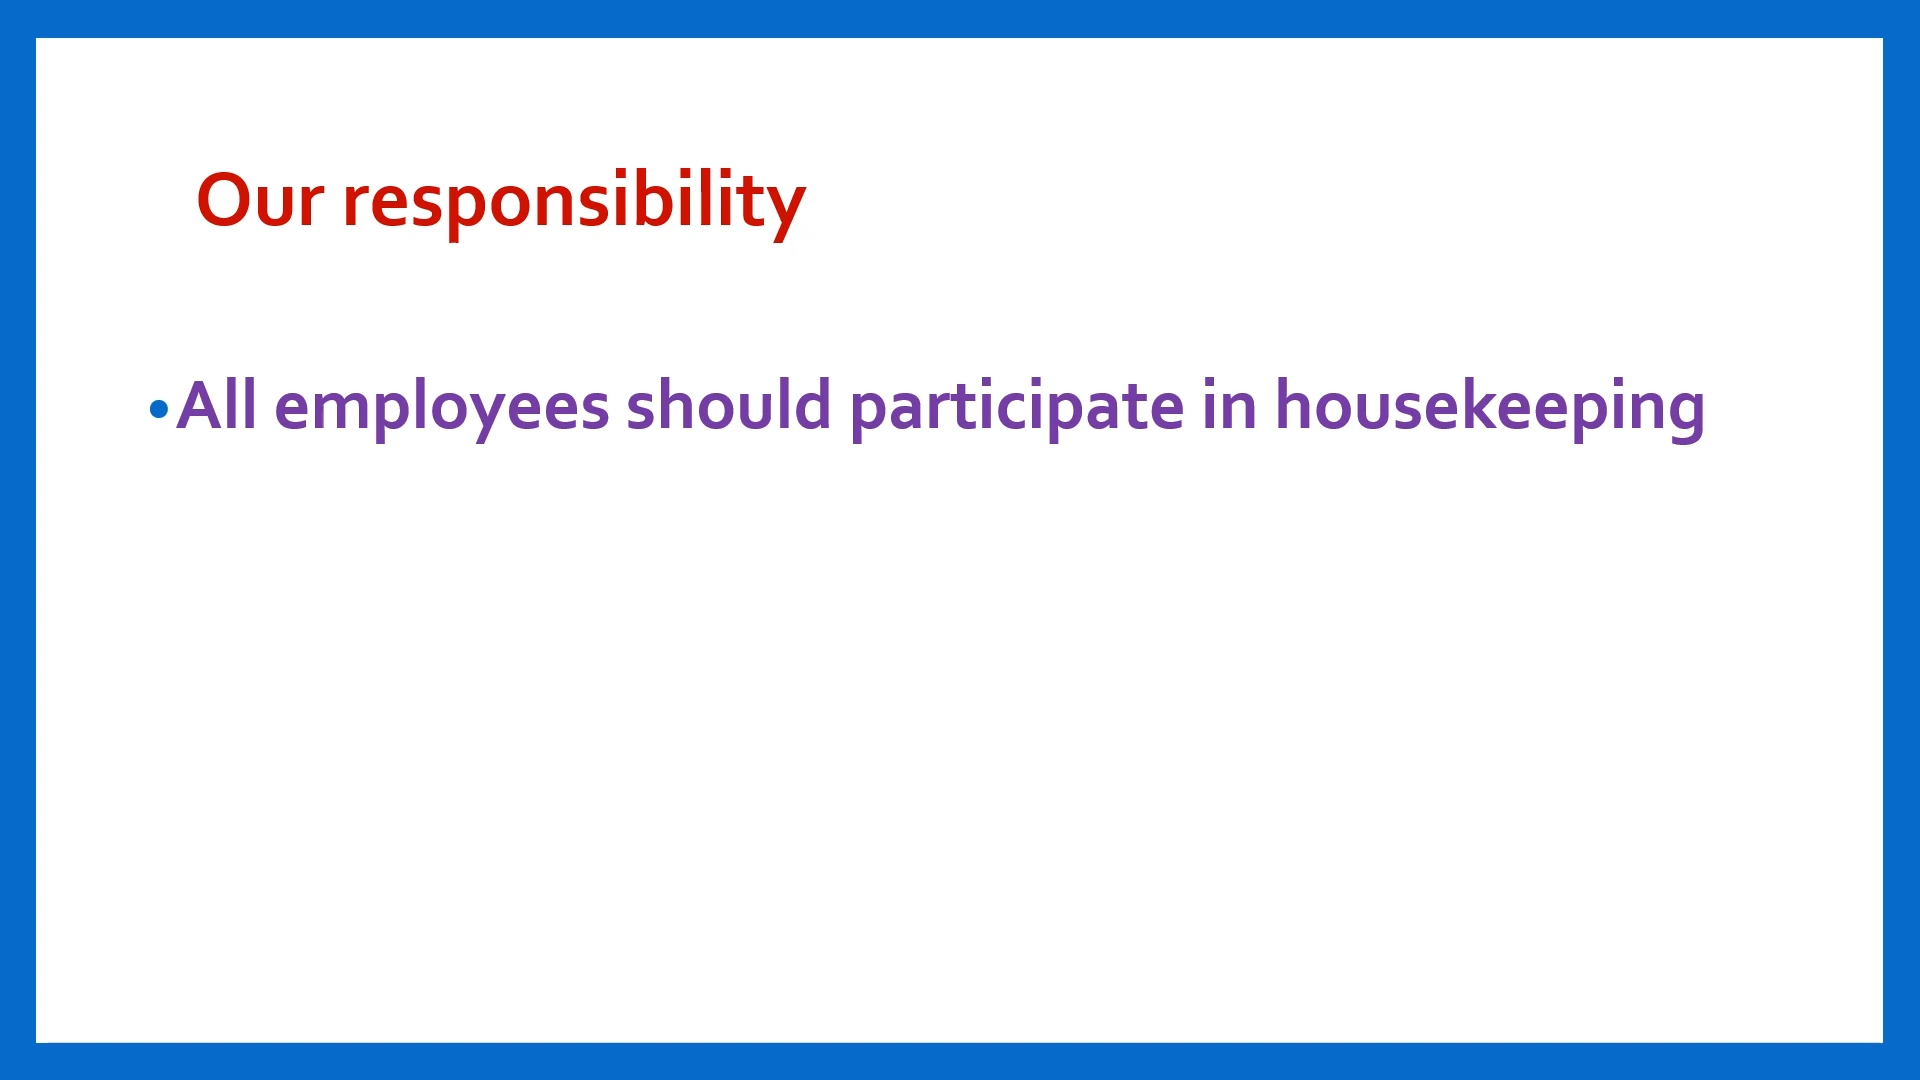 Our responsibility
•All employees should participate in housekeeping